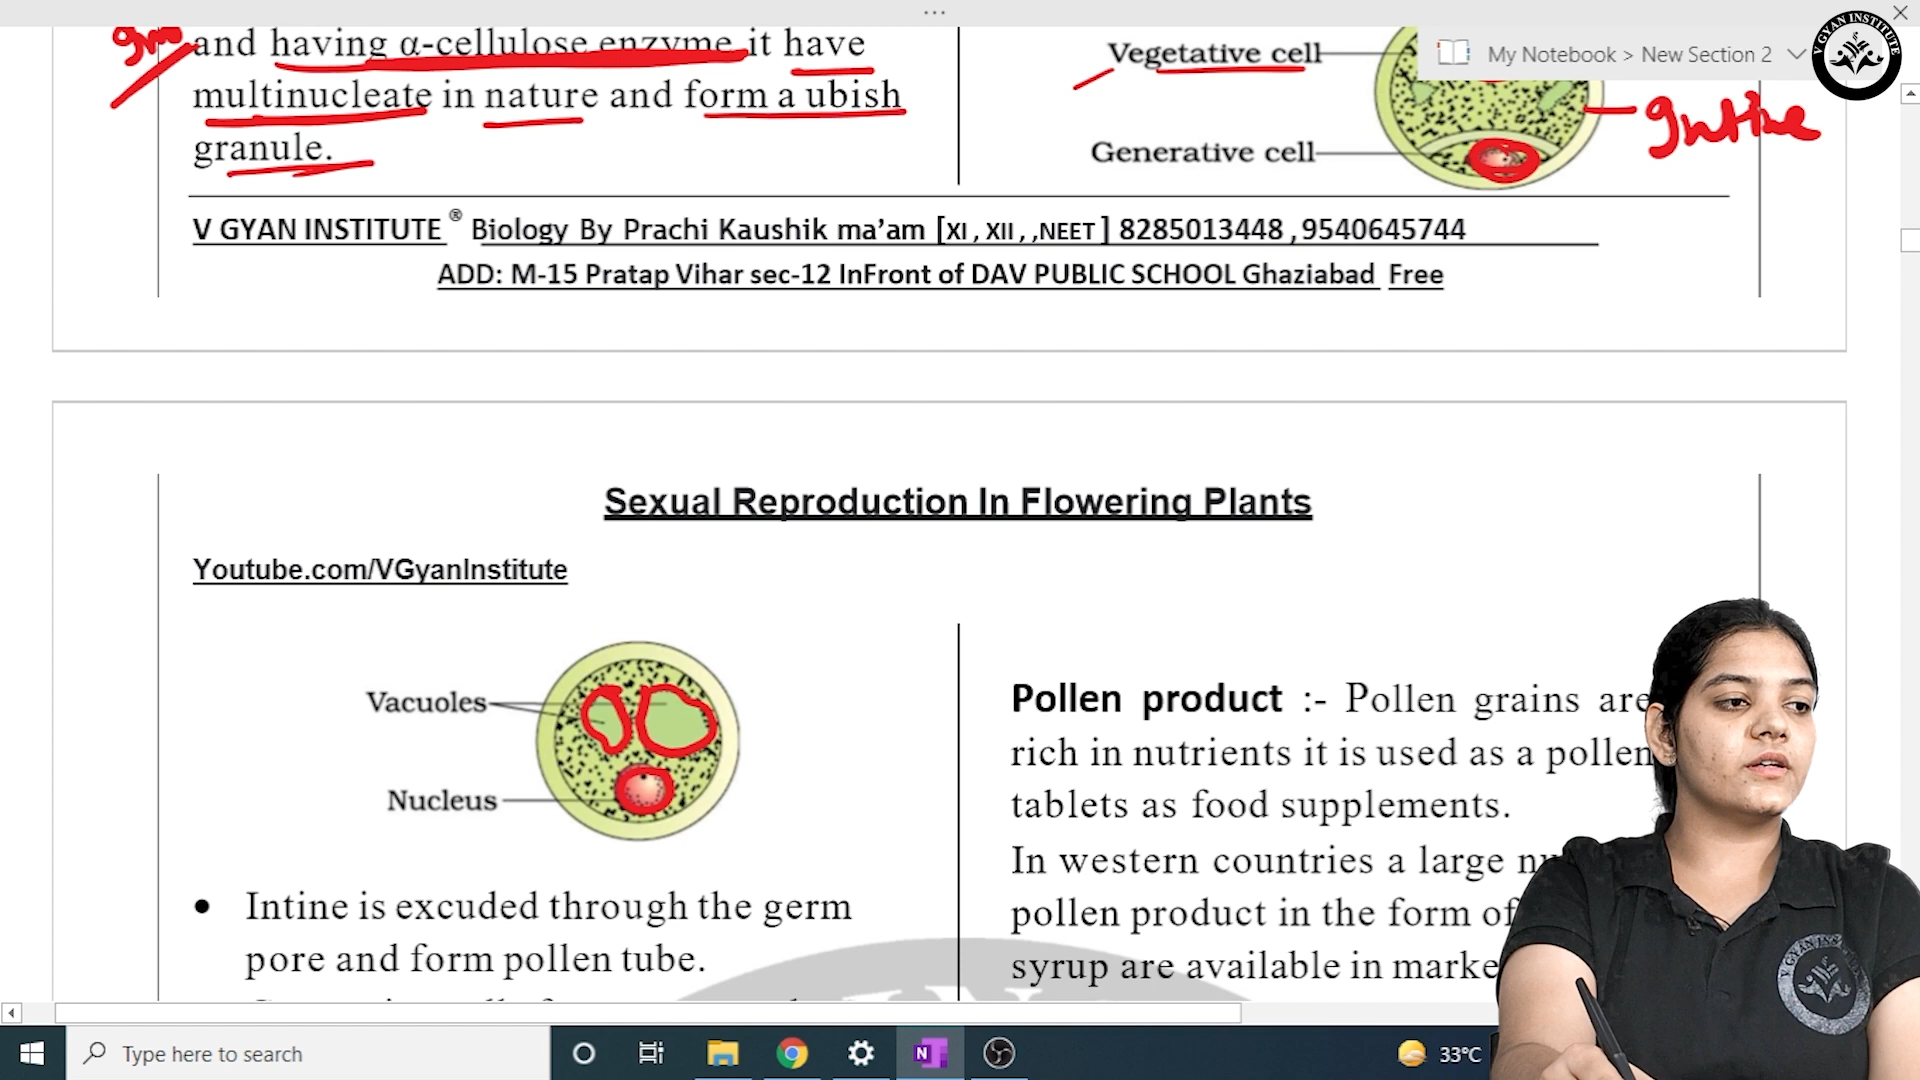 My Notebook > New Section 2
V GYAN INSTITUTE
and having α-cellulose enzyme it have
multinucleate in nature and form a ubish
granule.
Vegetative cell
Intine
Generative cell
V GYAN INSTITUTE ® Biology By Prachi Kaushik ma'am [XI , XII , ,NEET ] 8285013448 ,9540645744
ADD: M-15 Pratap Vihar sec-12 InFront of DAV PUBLIC SCHOOL Ghaziabad Free
Sexual Reproduction In Flowering Plants
Youtube.com/VGyanInstitute
Vacuoles
Nucleus
• Intine is excuded through the germ
pore and form pollen tube.
Pollen product :- Pollen grains are
rich in nutrients it is used as a pollen
tablets as food supplements.
In western countries a large
pollen product in the form of
syrup are available in
Type here to search
33°C